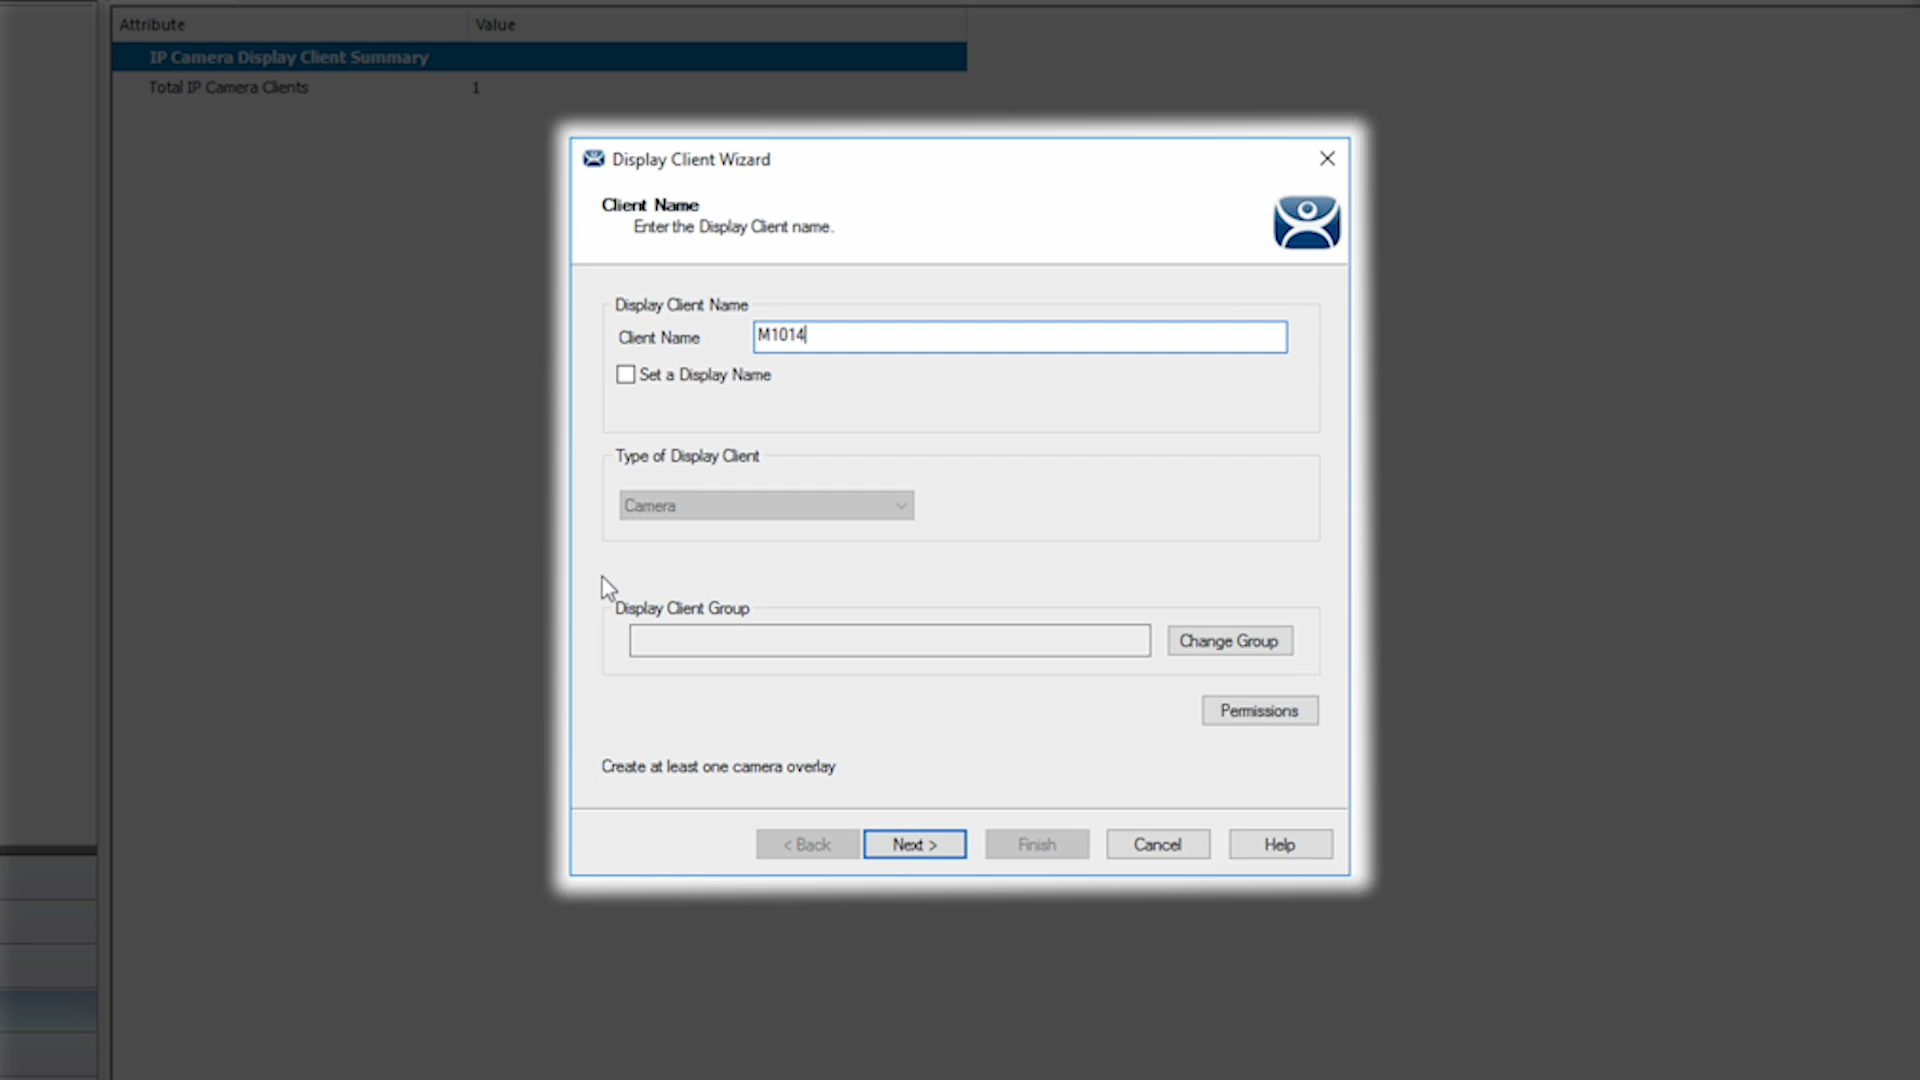 Attribute Value
IP Camera Display Client Summary
Total IP Camera Clients 1
Display Client Wizard
Client Name
Enter the Display Client name.
Display Client Name
Client Name M1014
Set a Display Name
Type of Display Client
Camera
Display Client Group
Change Group
Permissions
Create at least one camera overlay
< Back Next > Finish Cancel Help